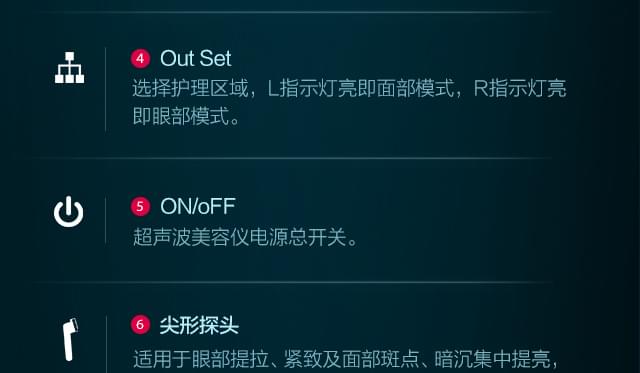 4 Out Set
选择护理区域，L指示灯亮即面部模式，R指示灯亮
即眼部模式。
5 ON/oFF
超声波美容仪电源总开关。
6 尖形探头
适用于眼部提拉、紧致及面部斑点、暗沉集中提亮，